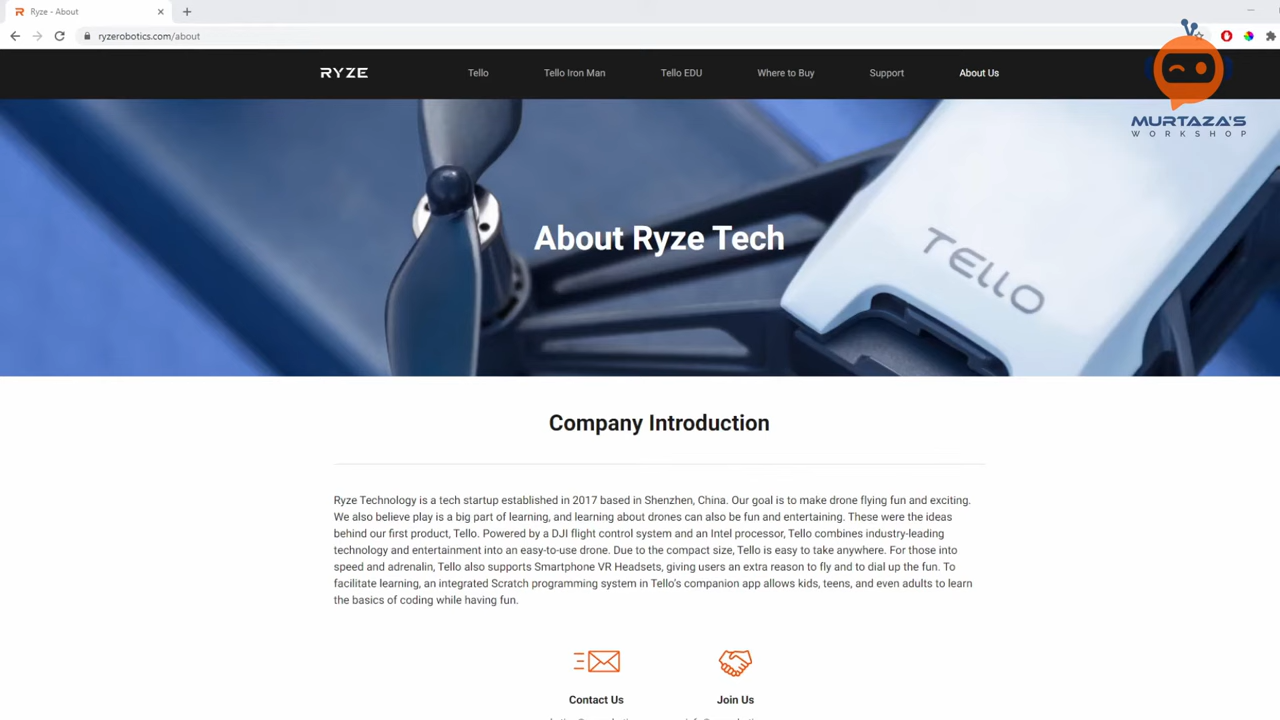 Ryze - About
ryzerobotics.com/about
RYZE
Tello
Tello Iron Man
Tello EDU
Where to Buy
Support
About Us
MURTAZA'S
WORKSHOP
About Ryze Tech
TELLO
Company Introduction
Ryze Technology is a tech startup established in 2017 based in Shenzhen, China. Our goal is to make drone flying fun and exciting.
We also believe play is a big part of learning, and learning about drones can also be fun and entertaining. These were the ideas
behind our first product, Tello. Powered by a DJI flight control system and an Intel processor, Tello combines industry-leading
technology and entertainment into an easy-to-use drone. Due to the compact size, Tello is easy to take anywhere. For those into
speed and adrenalin, Tello also supports Smartphone VR Headsets, giving users an extra reason to fly and to dial up the fun. To
facilitate learning, an integrated Scratch programming system in Tello's companion app allows kids, teens, and even adults to learn
the basics of coding while having fun.
Contact Us
Join Us